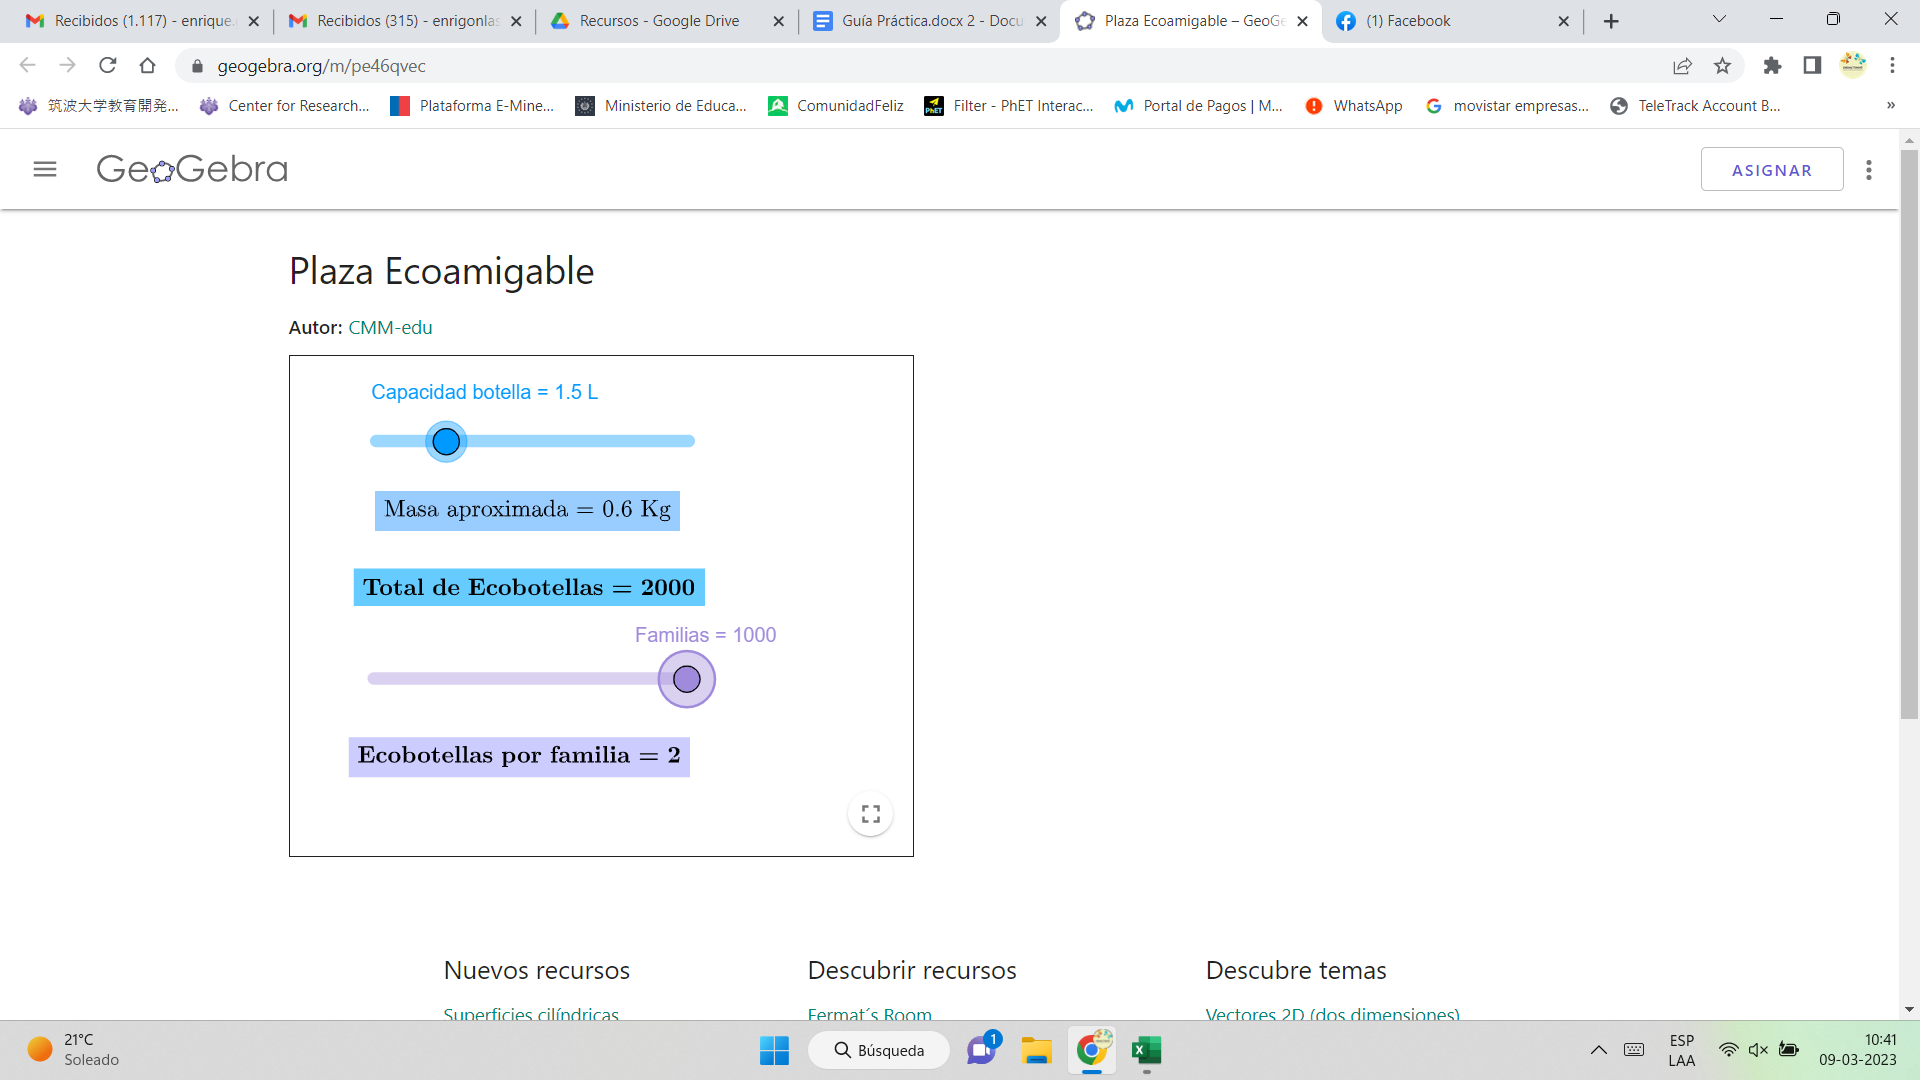 Recibidos (1.117) - enrique.
Recibidos (315) - enrigonlas
Recursos - Google Drive
Guía Práctica.docx 2 - Docu
Plaza Ecoamigable – GeoGe
(1) Facebook
geogebra.org/m/pe46qvec
筑波大学教育開発...
Center for Research...
Plataforma E-Mine...
Ministerio de Educa...
ComunidadFeliz
Filter - PhET Interac...
Portal de Pagos | M...
WhatsApp
movistar empresas...
TeleTrack Account B...
»
GeoGebra
ASIGNAR
Plaza Ecoamigable
Autor: CMM-edu
Capacidad botella = 1.5 L
Masa aproximada = 0.6 Kg
Total de Ecobotellas = 2000
Familias = 1000
Ecobotellas por familia = 2
Nuevos recursos
Descubrir recursos
Descubre temas
Superficies cilíndricas
Fermat´s Room
Vectores 2D (dos dimensiones)
21°C
Soleado
Búsqueda
1
ESP
LAA
10:41
09-03-2023